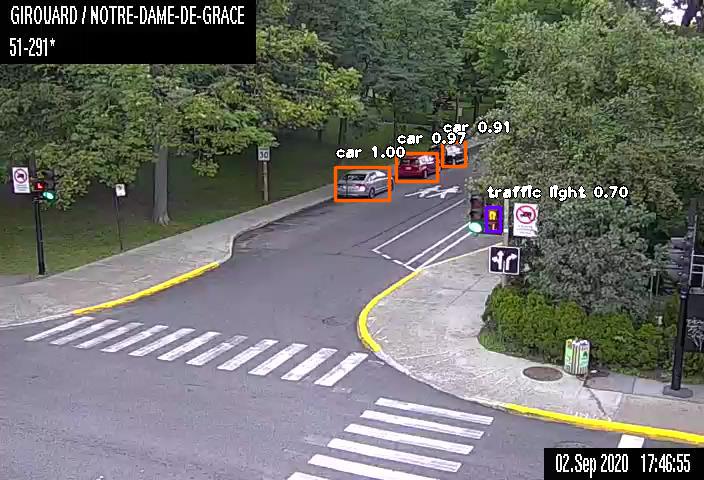 GIROUARD / NOTRE-DAME-DE-GRACE
51-291*
car 0.91
car 0.97
car 1.00
30
traffic light 0.70
02.Sep 2020 17:46:55